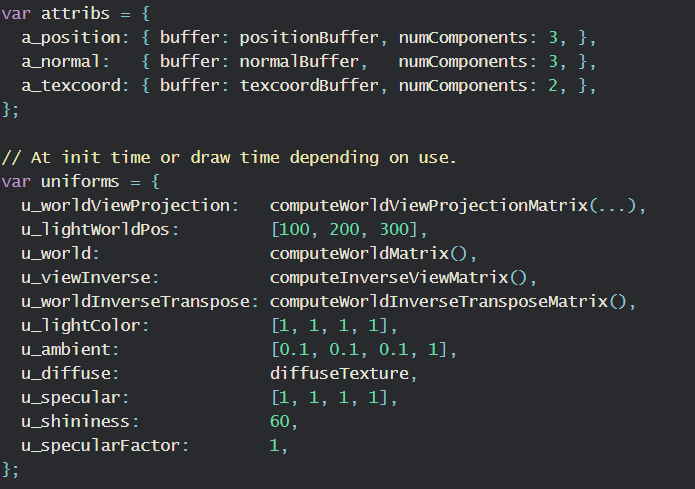 var attribs = {
  a_position: { buffer: positionBuffer, numComponents: 3, },
  a_normal:   { buffer: normalBuffer,   numComponents: 3, },
  a_texcoord: { buffer: texcoordBuffer, numComponents: 2, },
};

// At init time or draw time depending on use.
var uniforms = {
  u_worldViewProjection:   computeWorldViewProjectionMatrix(...),
  u_lightWorldPos:         [100, 200, 300],
  u_world:                 computeWorldMatrix(),
  u_viewInverse:           computeInverseViewMatrix(),
  u_worldInverseTranspose: computeWorldInverseTransposeMatrix(),
  u_lightColor:            [1, 1, 1, 1],
  u_ambient:               [0.1, 0.1, 0.1, 1],
  u_diffuse:               diffuseTexture,
  u_specular:              [1, 1, 1, 1],
  u_shininess:             60,
  u_specularFactor:        1,
};